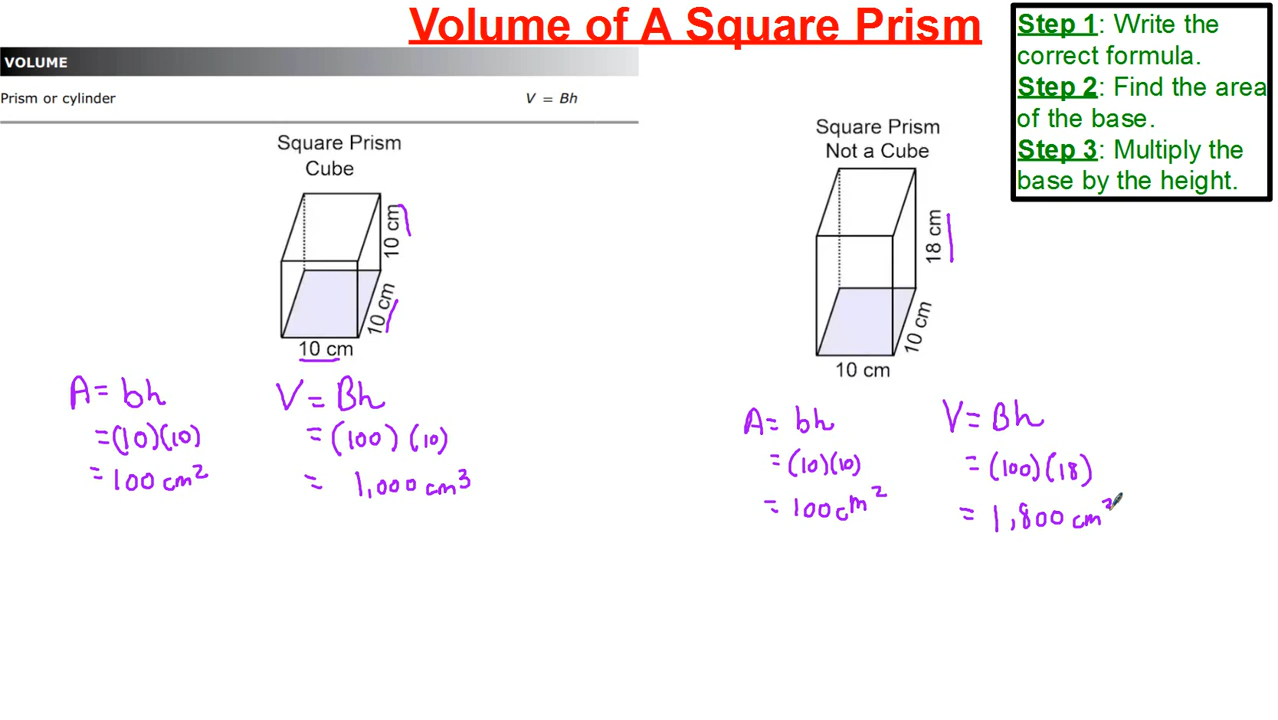 Volume of A Square Prism
VOLUME
Prism or cylinder V = Bh
Square Prism
Cube
10 cm
10 cm
10 cm
A = bh
= (10)(10)
= 100 cm²
V = Bh
= (100) (10)
= 1,000 cm³
Square Prism
Not a Cube
18 cm
10 cm
10 cm
A = bh
= (10)(10)
= 100 cm²
V = Bh
= (100)(18)
= 1,800 cm
Step 1: Write the
correct formula.
Step 2: Find the area
of the base.
Step 3: Multiply the
base by the height.